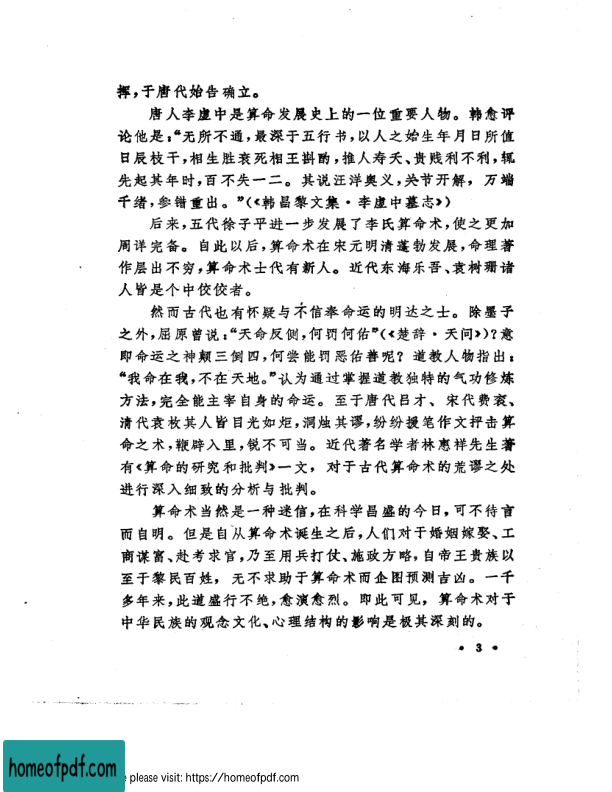 挥，于唐代始告确立。
唐人李虚中是算命发展史上的一位重要人物。韩愈评
论他是：“无所不通，最深于五行书，以人之始生年月日所值
日辰枝干，相生胜衰死相王斟酌，推人寿夭、贵贱利不利，辄
先起其年时，百不失一二。其说汪洋奥义，关节开解，万端
千绪，参错重出。”(《韩昌黎文集·李虚中墓志》)
后来，五代徐子平进一步发展了李氏算命术，使之更加
周详完备。自此以后，算命术在宋元明清蓬勃发展，命理著
作层出不穷，算命术士代有新人。近代东海乐吾、袁树珊诸
人皆是个中佼佼者。
然而古代也有怀疑与不信奉命运的明达之士。除墨子
之外，屈原曾说：“天命反侧，何罚何佑”(《楚辞·天问》)？意
即命运之神颠三倒四，何尝能罚恶佑善呢？道教人物指出：
“我命在我，不在天地。”认为通过掌握道教独特的气功修炼
方法，完全能主宰自身的命运。至于唐代吕才、宋代费衮、
清代袁枚其人皆目光如炬，洞烛其谬，纷纷援笔作文抨击算
命之术，鞭辟入里，锐不可当。近代著名学者林惠祥先生著
有《算命的研究和批判》一文，对于古代算命术的荒谬之处
进行深入细致的分析与批判。
算命术当然是一种迷信，在科学昌盛的今日，可不待言
而自明。但是自从算命术诞生之后，人们对于婚姻嫁娶、工
商谋富、赴考求官，乃至用兵打仗、施政方略，自帝王贵族以
至于黎民百姓，无不求助于算命术而企图预测吉凶。一千
多年来，此道盛行不绝，愈演愈烈。即此可见，算命术对于
中华民族的观念文化、心理结构的影响是极其深刻的。
• 3 •
homeofpdf.com
e please visit: https://homeofpdf.com